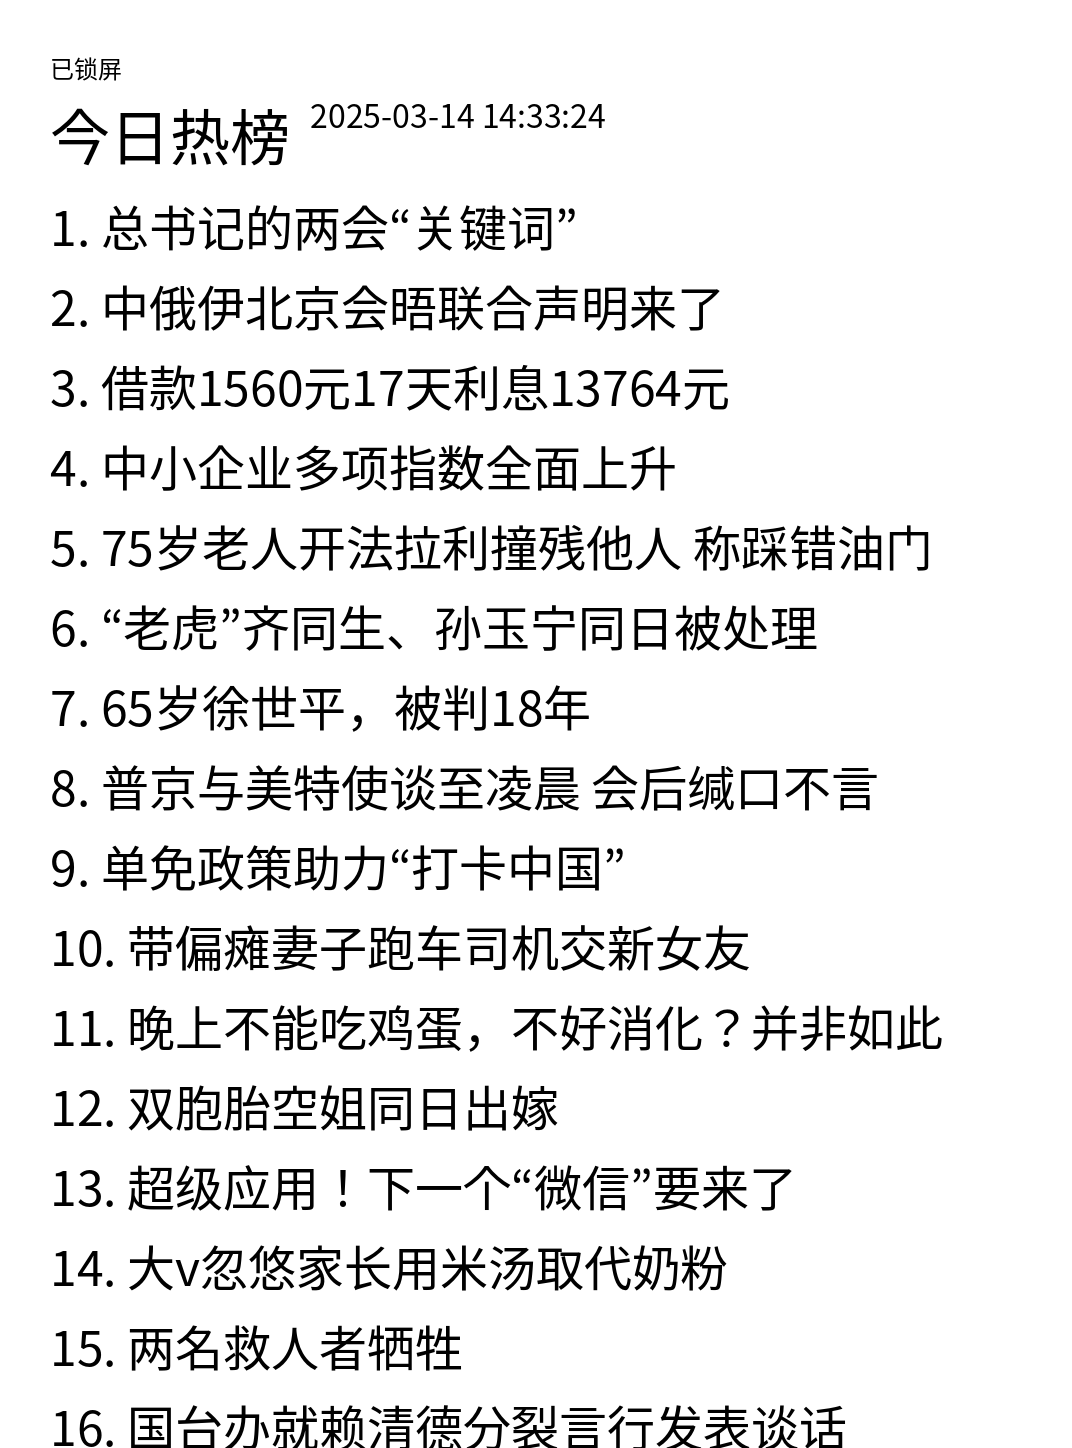 已锁屏
今日热榜 2025-03-14 14:33:24
1. 总书记的两会“关键词”
2. 中俄伊北京会晤联合声明来了
3. 借款1560元17天利息13764元
4. 中小企业多项指数全面上升
5. 75岁老人开法拉利撞残他人 称踩错油门
6. “老虎”齐同生、孙玉宁同日被处理
7. 65岁徐世平，被判18年
8. 普京与美特使谈至凌晨 会后缄口不言
9. 单免政策助力“打卡中国”
10. 带偏瘫妻子跑车司机交新女友
11. 晚上不能吃鸡蛋，不好消化？并非如此
12. 双胞胎空姐同日出嫁
13. 超级应用！下一个“微信”要来了
14. 大v忽悠家长用米汤取代奶粉
15. 两名救人者牺牲
16. 国台办就赖清德分裂言行发表谈话